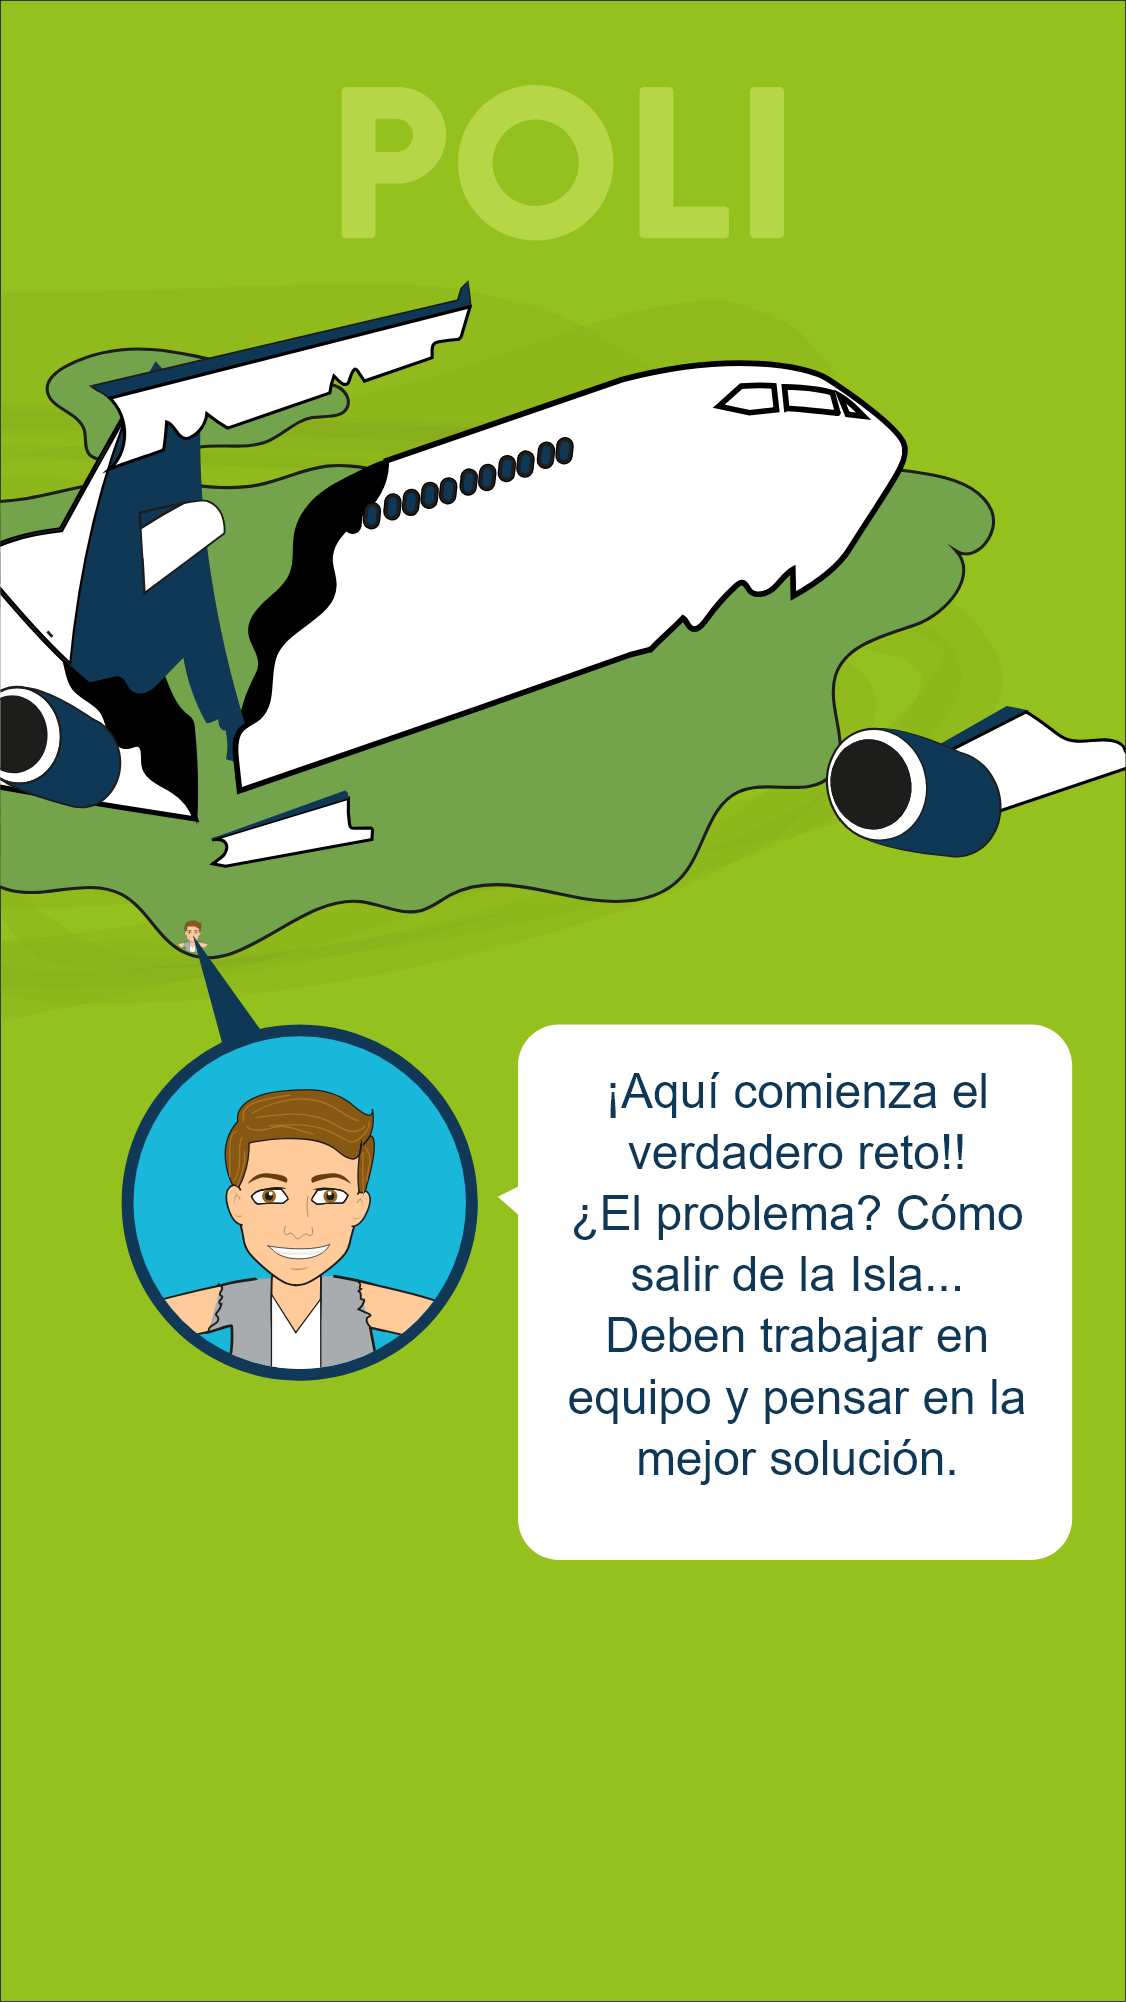 POLI
¡Aquí comienza el
verdadero reto!!
¿El problema? Cómo
salir de la Isla...
Deben trabajar en
equipo y pensar en la
mejor solución.